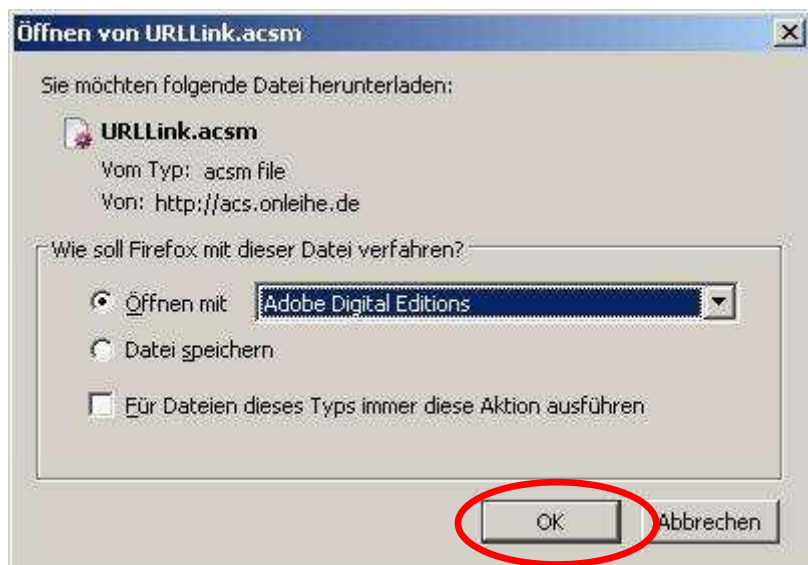 Öffnen von URLLink.acsm
Sie möchten folgende Datei herunterladen:
URLLink.acsm
Vom Typ: acsm file
Von: http://acs.onleihe.de
Wie soll Firefox mit dieser Datei verfahren?
Öffnen mit Adobe Digital Editions
Datei speichern
Für Dateien dieses Typs immer diese Aktion ausführen
OK Abbrechen